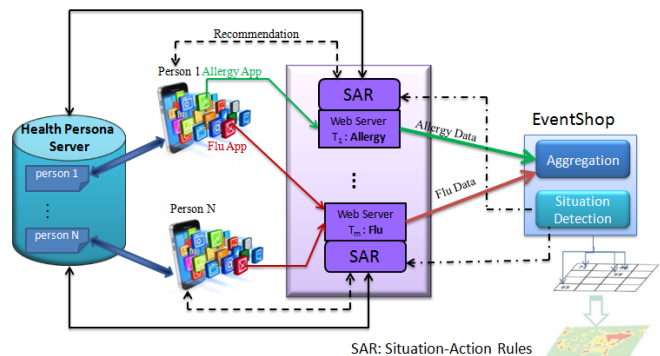 Recommendation
Person 1
Allergy App
SAR
EventShop
Health Persona
Server
Web Server
T1 : Allergy
Allergy Data
Aggregation
person 1
Flu App
Flu Data
Person N
Web Server
Tm : Flu
Situation
Detection
person N
SAR
SAR: Situation-Action Rules